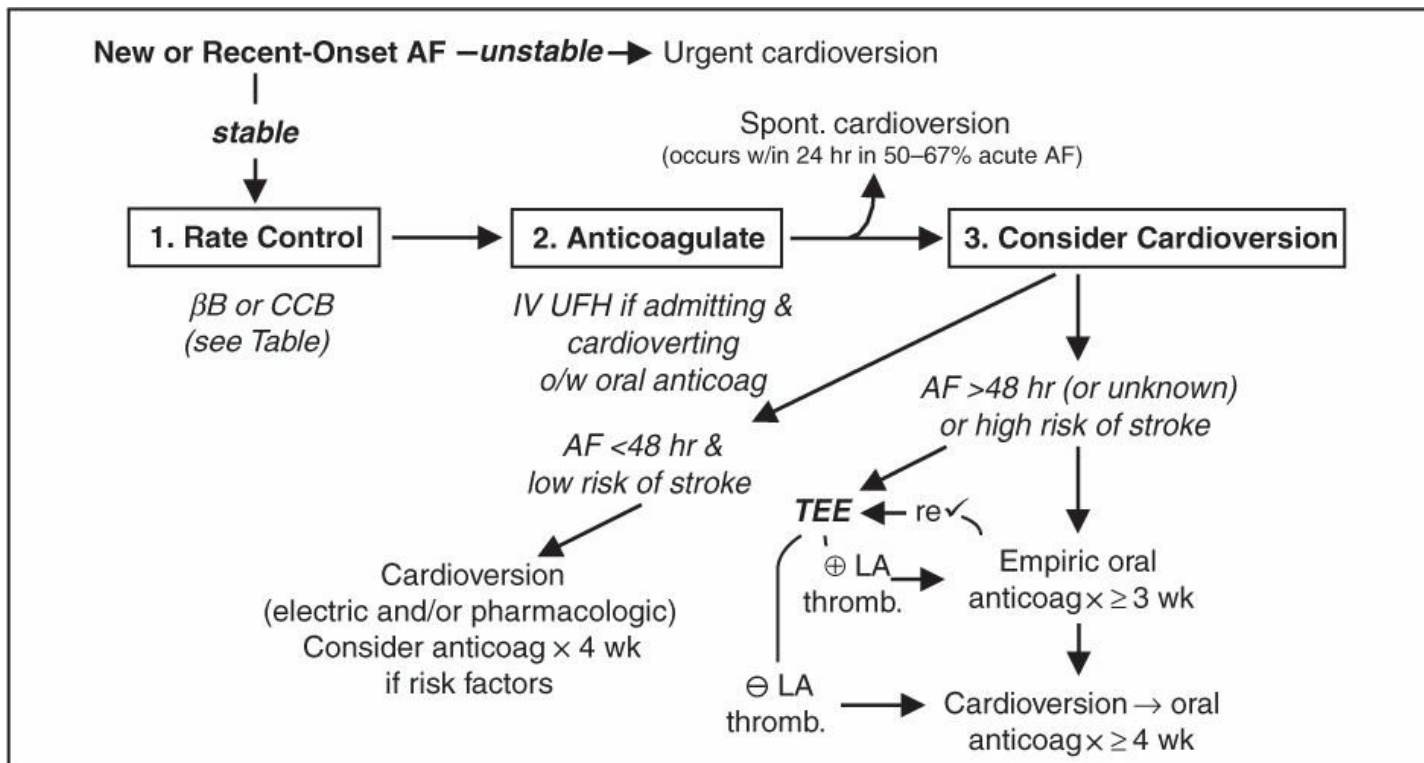 New or Recent-Onset AF –unstable→ Urgent cardioversion
stable
Spont. cardioversion
(occurs w/in 24 hr in 50–67% acute AF)
1. Rate Control
2. Anticoagulate
3. Consider Cardioversion
βB or CCB
(see Table)
IV UFH if admitting &
cardioverting
o/w oral anticoag
AF <48 hr &
low risk of stroke
AF >48 hr (or unknown)
or high risk of stroke
Cardioversion
(electric and/or pharmacologic)
Consider anticoag × 4 wk
if risk factors
TEE
re✓
⊕ LA
thromb.
Empiric oral
anticoag × ≥ 3 wk
⊖ LA
thromb.
Cardioversion → oral
anticoag × ≥ 4 wk